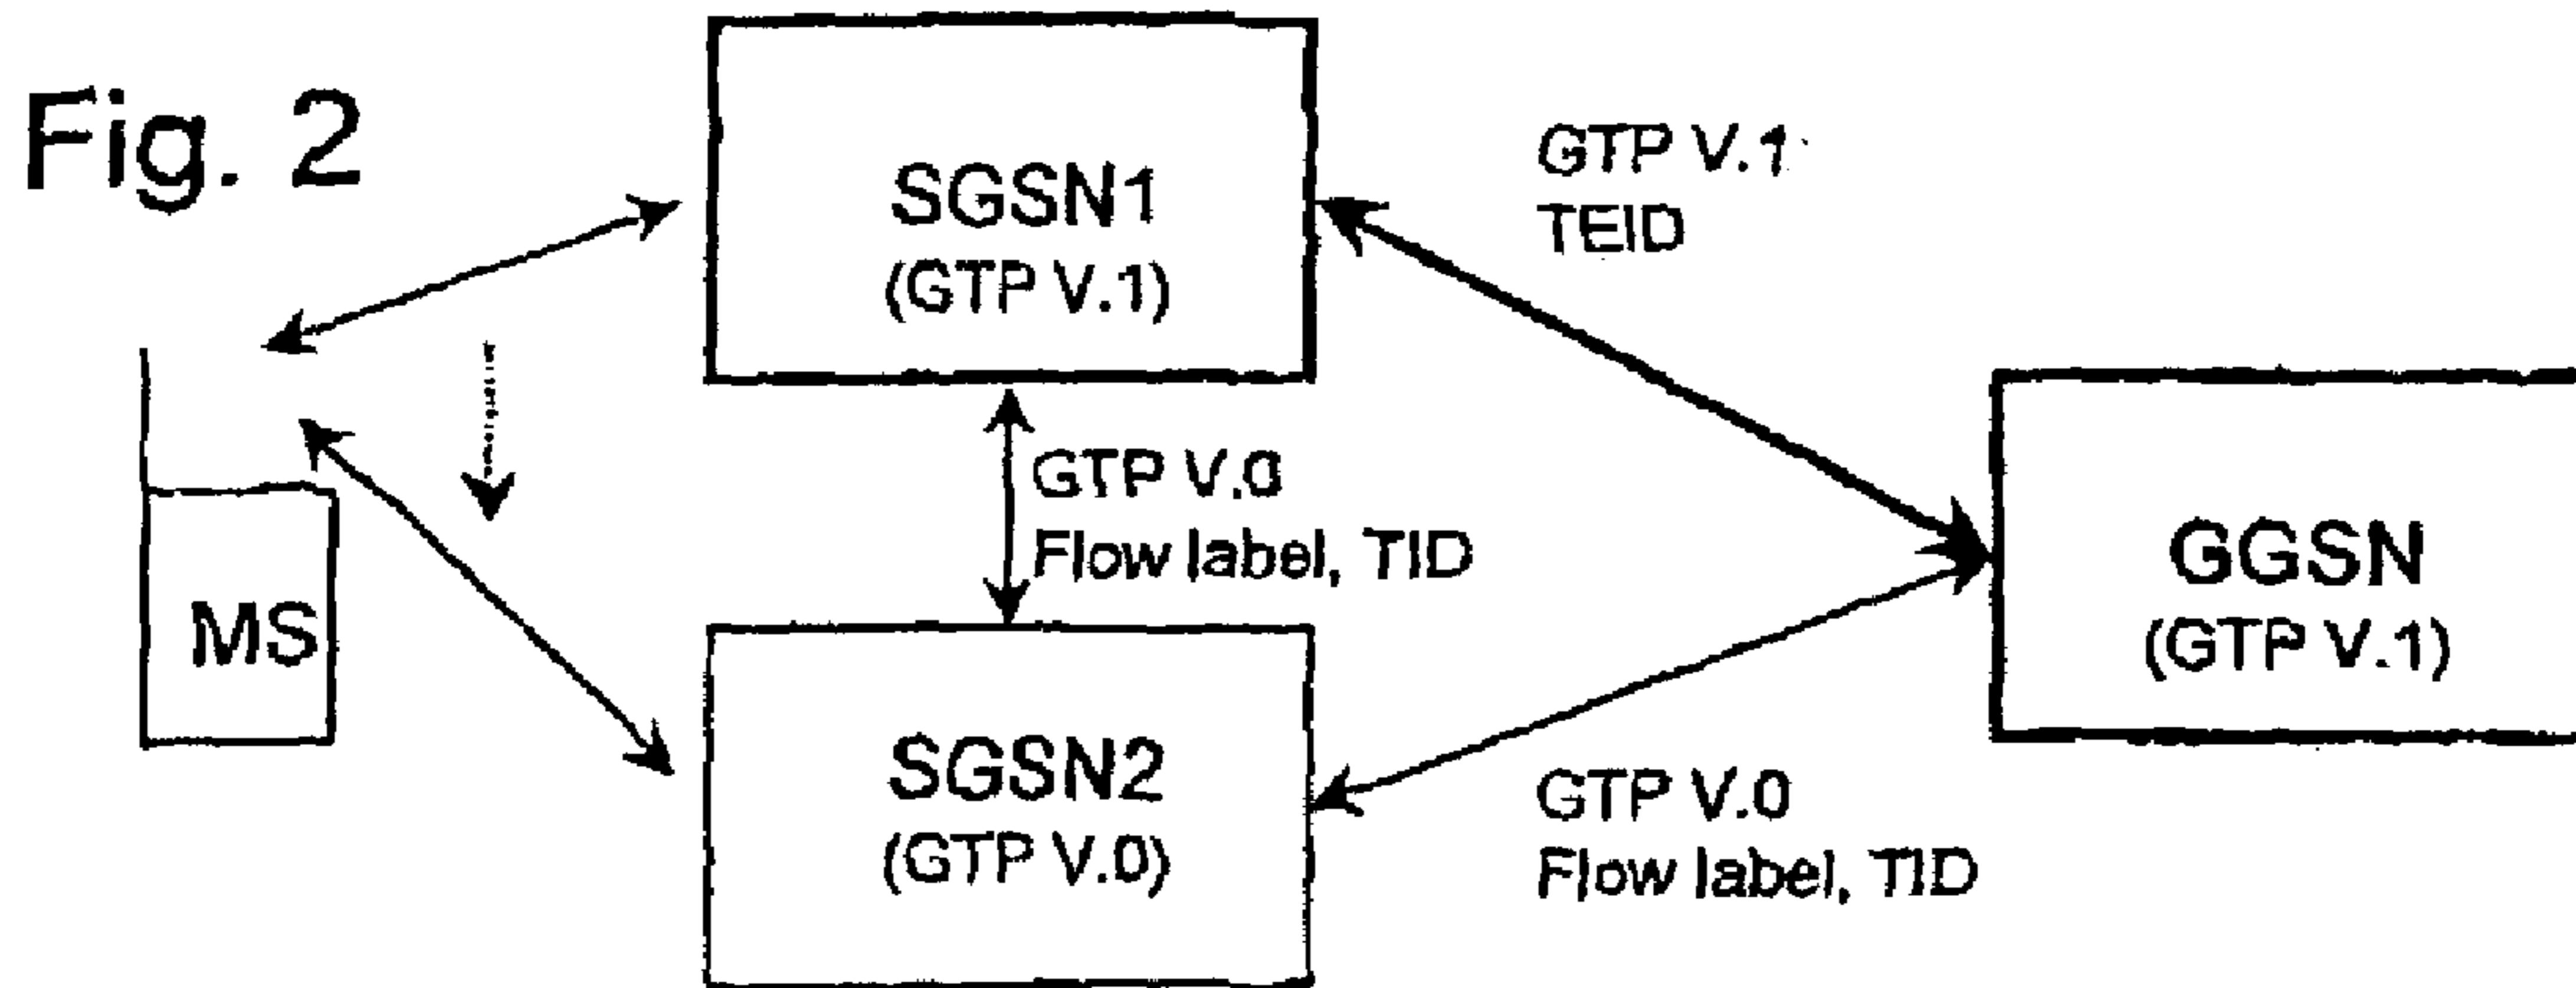 Fig. 2
SGSN1
(GTP V.1)
GTP V.1
TEID
GTP V.0
Flow label, TID
MS
GGSN
(GTP V.1)
SGSN2
(GTP V.0)
GTP V.0
Flow label, TID